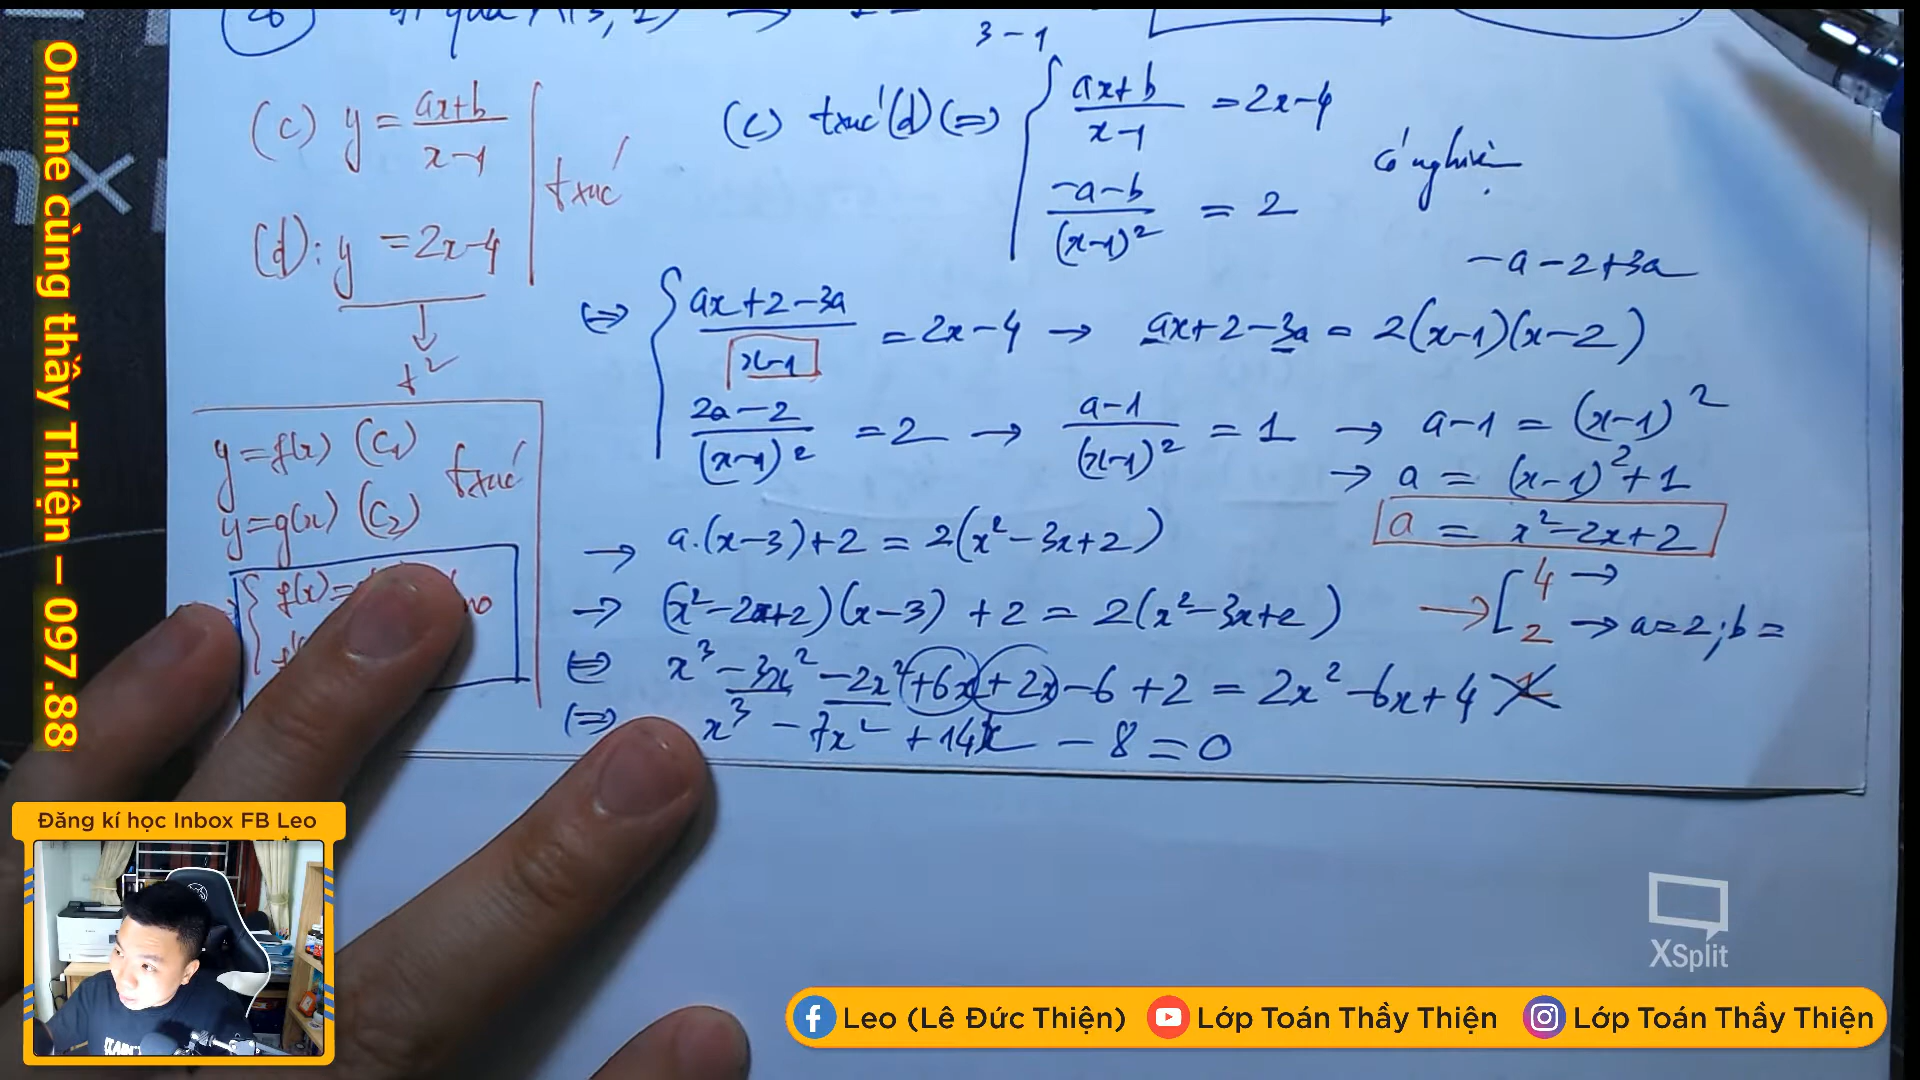 Online cùng thầy Thiện – 097.88
3 - 1
(C) y = (ax+b)/(x-1)
(d): y = 2x-4
t.xúc
(C) t.xúc (d) (=)
(ax+b)/(x-1) = 2x-4
(-a-b)/(x-1)² = 2
có nghiệm
-a-2+3a
<=> (ax+2-3a)/(x-1) = 2x-4 → ax+2-3a = 2(x-1)(x-2)
(2a-2)/(x-1)² = 2 → (a-1)/(x-1)² = 1 → a-1 = (x-1)²
→ a = (x-1)²+1
a = x²-2x+2
y=f(x) (C₁)
y=g(x) (C₂)
t.xúc
f(x)=
→ a.(x-3)+2 = 2(x²-3x+2)
→ (x²-2x+2)(x-3) + 2 = 2(x²-3x+2)
→ [ 4 →
2 → a=2; b=
<=> x³-3x²-2x²+6x+2x-6+2 = 2x²-6x+4
<=> x³-7x²+14x-8=0
Đăng kí học Inbox FB Leo
XSplit
Leo (Lê Đức Thiện) Lớp Toán Thầy Thiện Lớp Toán Thầy Thiện